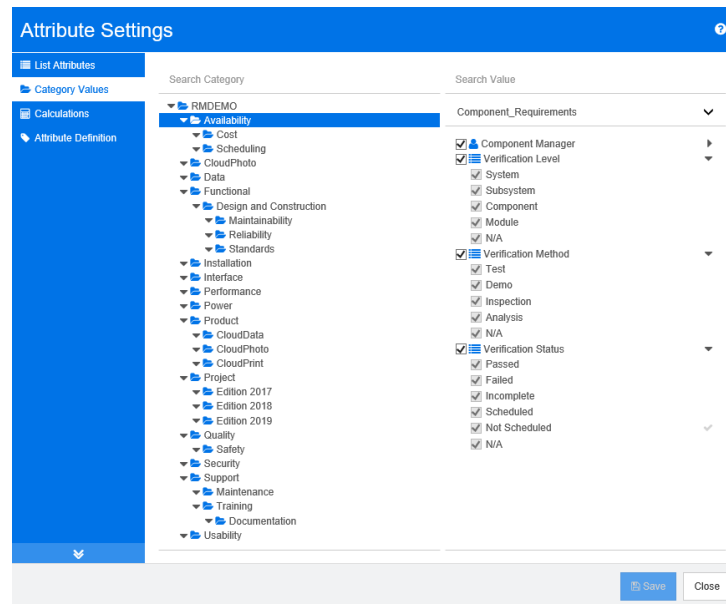 Attribute Settings
List Attributes
Category Values
Calculations
Attribute Definition
Search Category
RMDEMO
Availability
Cost
Scheduling
CloudPhoto
Data
Functional
Design and Construction
Maintainability
Reliability
Standards
Installation
Interface
Performance
Power
Product
CloudData
CloudPhoto
CloudPrint
Project
Edition 2017
Edition 2018
Edition 2019
Quality
Safety
Security
Support
Maintenance
Training
Documentation
Usability
Search Value
Component_Requirements
Component Manager
Verification Level
System
Subsystem
Component
Module
N/A
Verification Method
Test
Demo
Inspection
Analysis
N/A
Verification Status
Passed
Failed
Incomplete
Scheduled
Not Scheduled
N/A
Save
Close